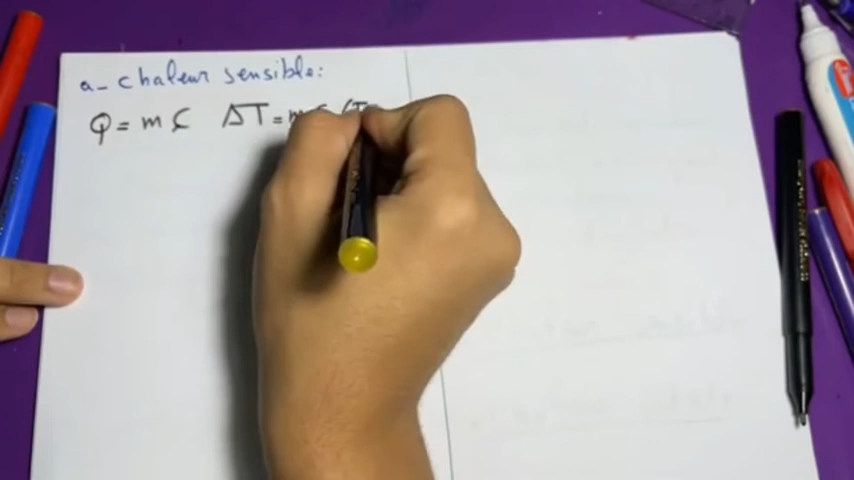 a- chaleur sensible:
Q = m C ΔT = m C (T